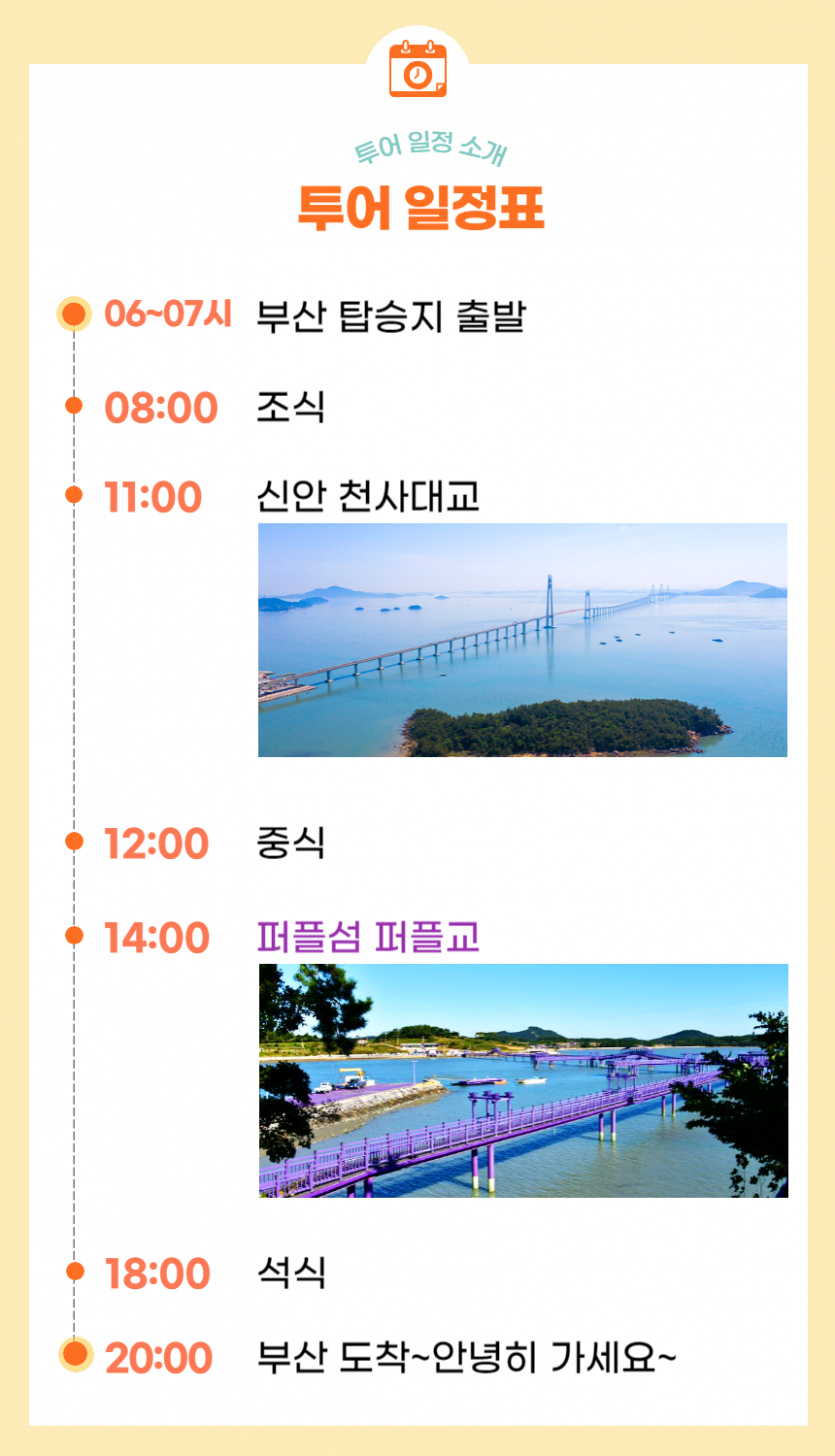 투어 일정 소개
투어 일정표
06~07시 부산 탑승지 출발
08:00 조식
11:00 신안 천사대교
12:00 중식
14:00 퍼플섬 퍼플교
18:00 석식
20:00 부산 도착~안녕히 가세요~